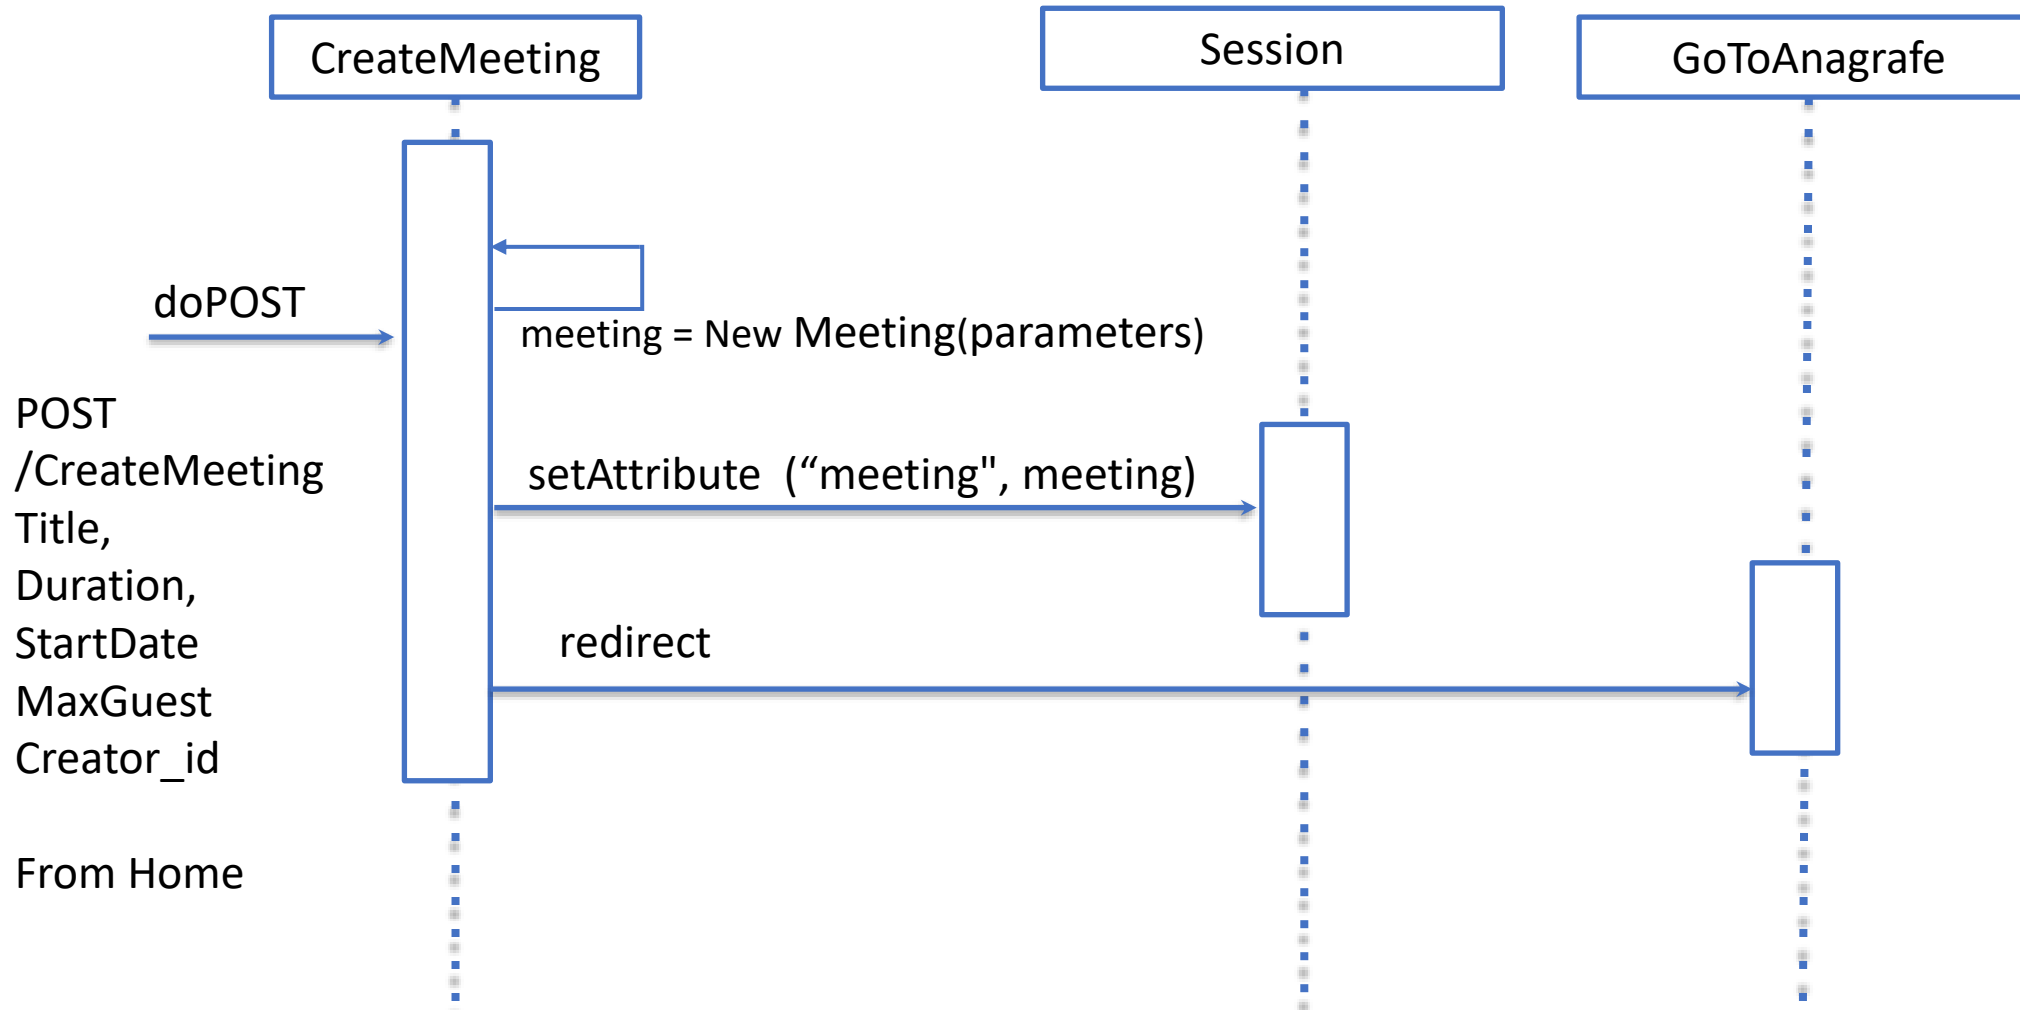 CreateMeeting
Session
GoToAnagrafe
doPOST
meeting = New Meeting(parameters)
POST
/CreateMeeting
Title,
Duration,
StartDate
MaxGuest
Creator_id
From Home
setAttribute  (“meeting", meeting)
redirect